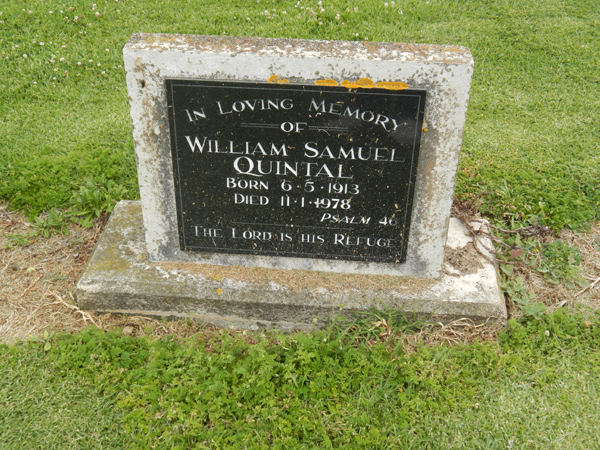 IN LOVING MEMORY
OF
WILLIAM SAMUEL
QUINTAL
BORN 6·5·1913
DIED 11·1·1978
PSALM 46
THE LORD IS HIS REFUGE